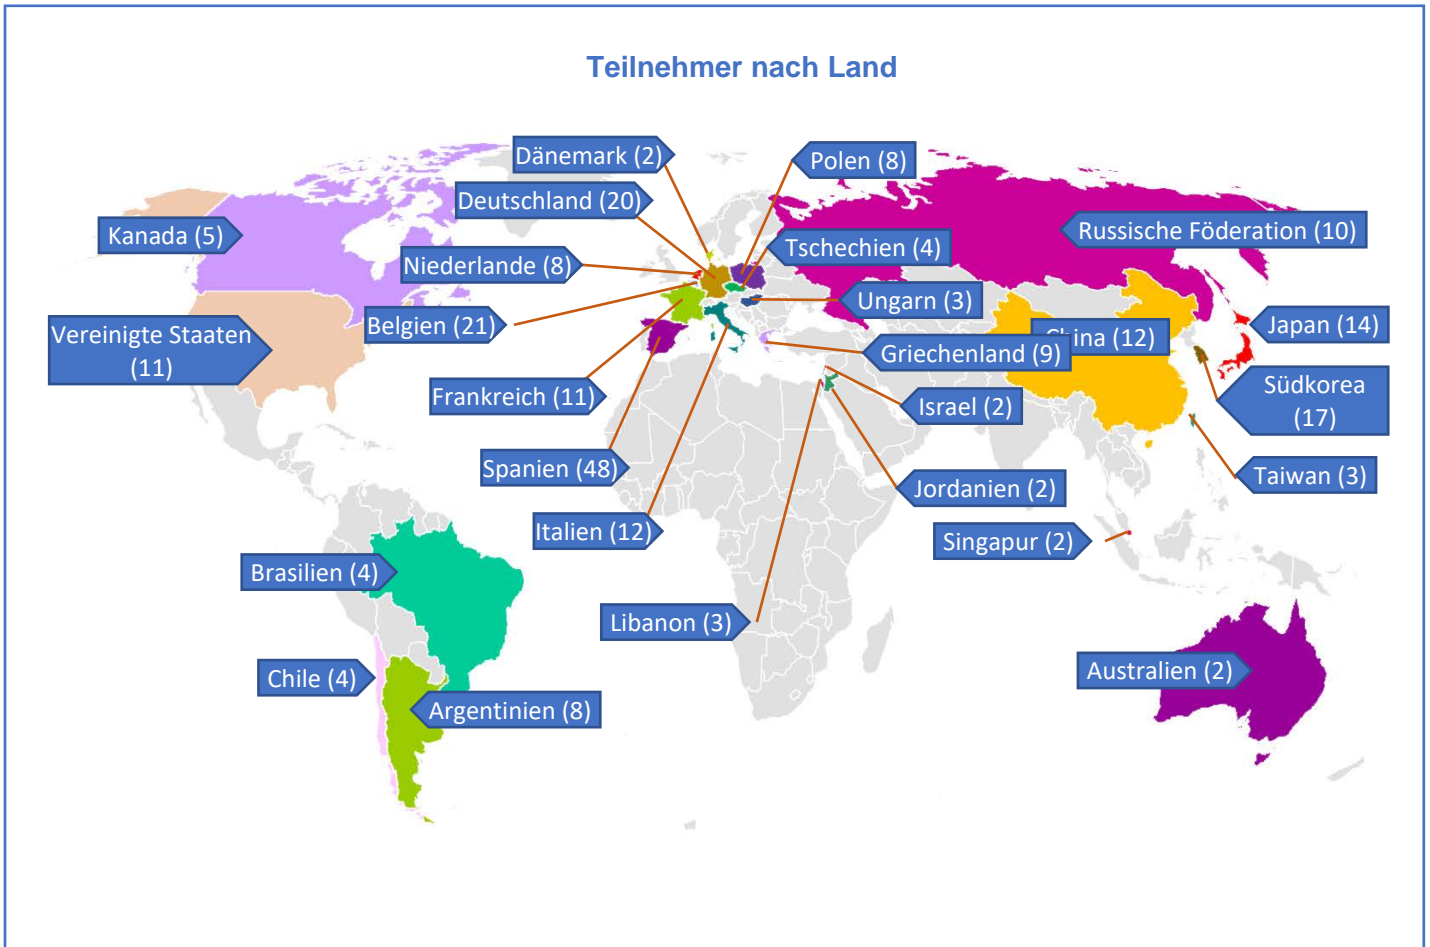 Teilnehmer nach Land
Dänemark (2)
Polen (8)
Deutschland (20)
Kanada (5)
Russische Föderation (10)
Tschechien (4)
Niederlande (8)
Ungarn (3)
Belgien (21)
Vereinigte Staaten
(11)
China (12)
Japan (14)
Griechenland (9)
Frankreich (11)
Israel (2)
Südkorea
(17)
Spanien (48)
Jordanien (2)
Taiwan (3)
Italien (12)
Singapur (2)
Brasilien (4)
Libanon (3)
Chile (4)
Australien (2)
Argentinien (8)